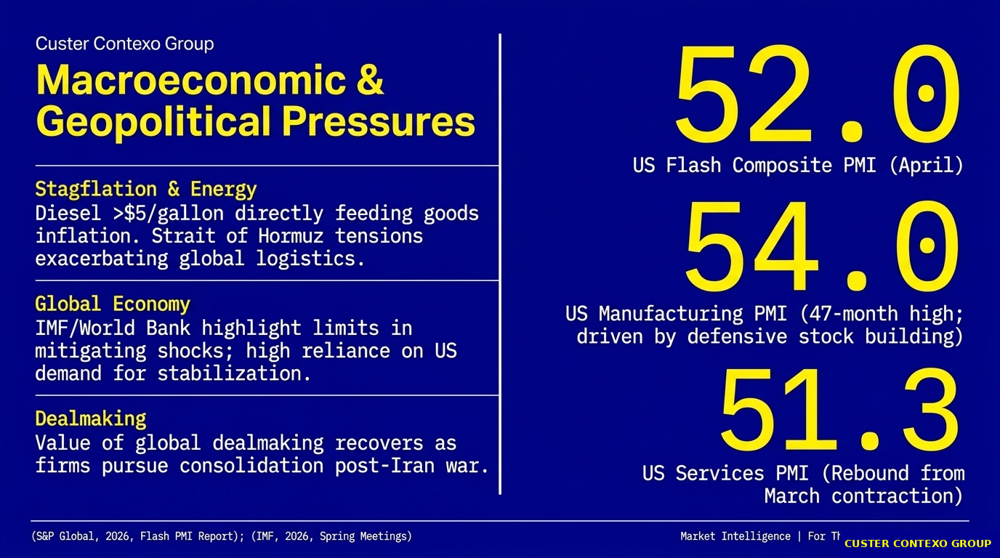 Custer Contexo Group
Macroeconomic &
Geopolitical Pressures
Stagflation & Energy
Diesel >$5/gallon directly feeding goods
inflation. Strait of Hormuz tensions
exacerbating global logistics.
Global Economy
IMF/World Bank highlight limits in
mitigating shocks; high reliance on US
demand for stabilization.
Dealmaking
Value of global dealmaking recovers as
firms pursue consolidation post-Iran war.
52.0
US Flash Composite PMI (April)
54.0
US Manufacturing PMI (47-month high;
driven by defensive stock building)
51.3
US Services PMI (Rebound from
March contraction)
(S&P Global, 2026, Flash PMI Report); (IMF, 2026, Spring Meetings)
Market Intelligence | For
CUSTER CONTEXO GROUP